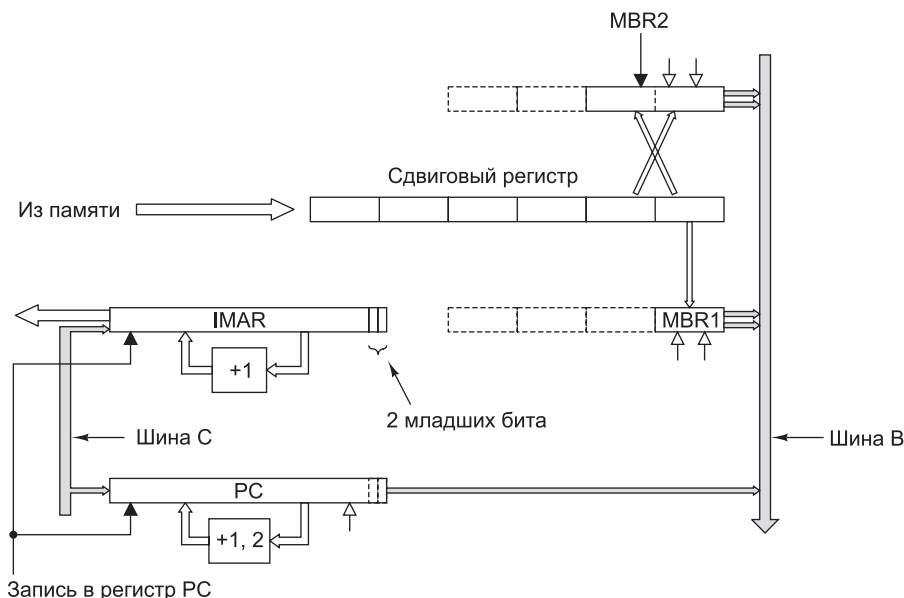 MBR2
Сдвиговый регистр
Из памяти
IMAR
MBR1
+1
2 младших бита
Шина C
Шина B
PC
+1, 2
Запись в регистр PC